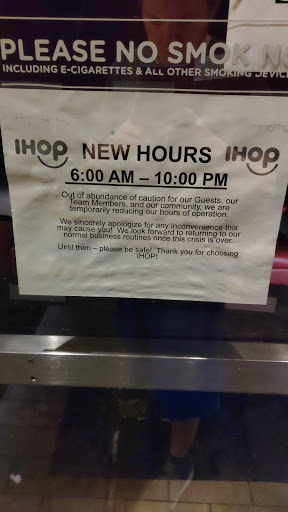 PLEASE NO SMOK
INCLUDING E-CIGARETTES & ALL OTHER SMOKING DEVIC
IHOP NEW HOURS IHOP
6:00 AM – 10:00 PM
Out of abundance of caution for our Guests, our
Team Members, and our community, we are
temporarily reducing our hours of operation.
We sincerely apologize for any inconvenience this
may cause you! We look forward to returning to our
normal business routines once this crisis is over.
Until then – please be safe! Thank you for choosing
IHOP!